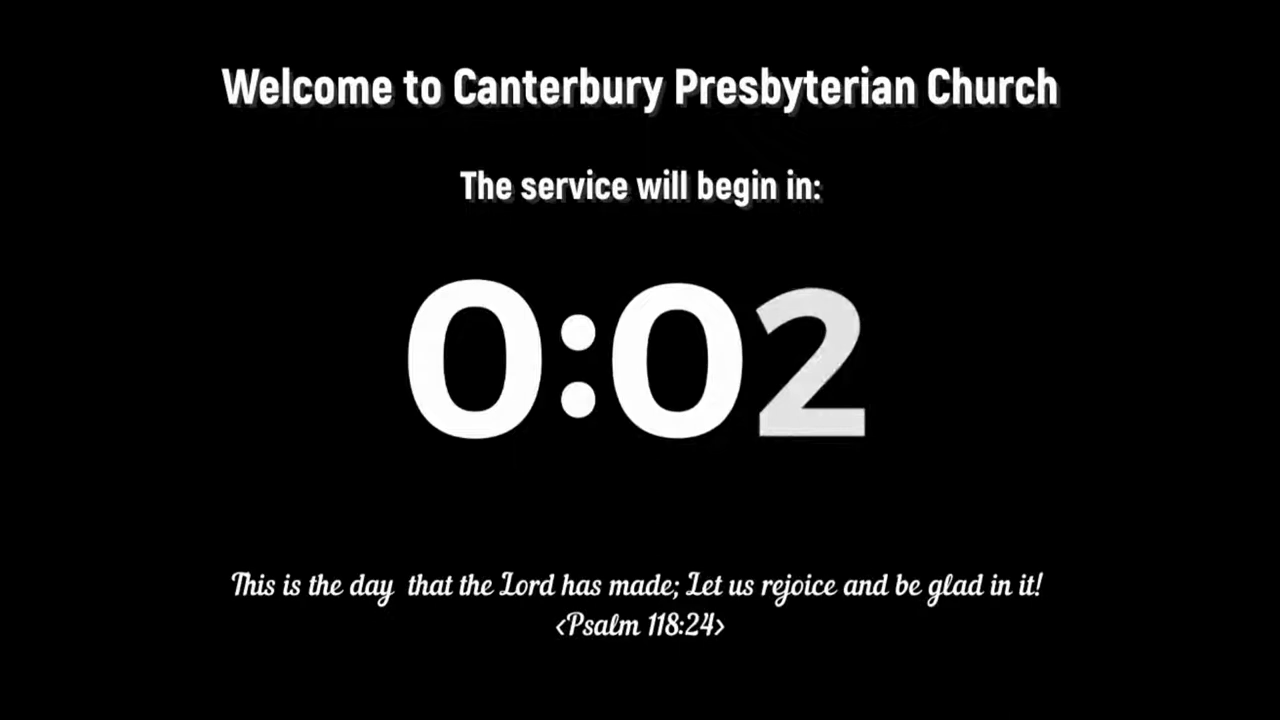 Welcome to Canterbury Presbyterian Church
The service will begin in:
0:02
This is the day that the Lord has made; Let us rejoice and be glad in it!
<Psalm 118:24>